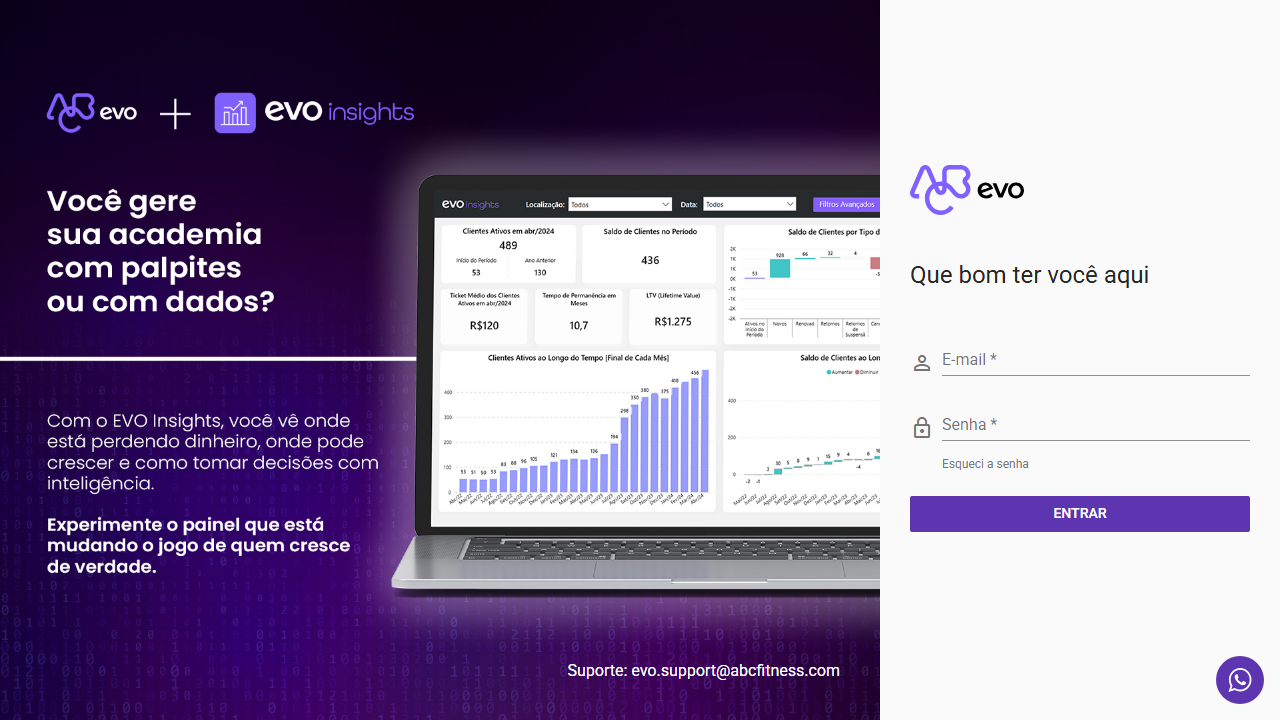 ABC evo + evo insights
Você gere
sua academia
com palpites
ou com dados?
Com o EVO Insights, você vê onde
está perdendo dinheiro, onde pode
crescer e como tomar decisões com
inteligência.
Experimente o painel que está
mudando o jogo de quem cresce
de verdade.
evo insights
Localização: Todos
Data: Todos
Filtros Avançados
Clientes Ativos em abr/2024
489
Início do Período
53
Ano Anterior
130
Saldo de Clientes no Período
436
Ticket Médio dos Clientes
Ativos em abr/2024
R$120
Tempo de Permanência em
Meses
10,7
LTV (Lifetime Value)
R$1.275
Saldo de Clientes por Tipo d
Clientes Ativos ao Longo do Tempo [Final de Cada Mês]
Saldo de Clientes ao Lon
Aumentar Diminuir
Suporte: evo.support@abcfitness.com
ABC evo
Que bom ter você aqui
E-mail *
Senha *
Esqueci a senha
ENTRAR